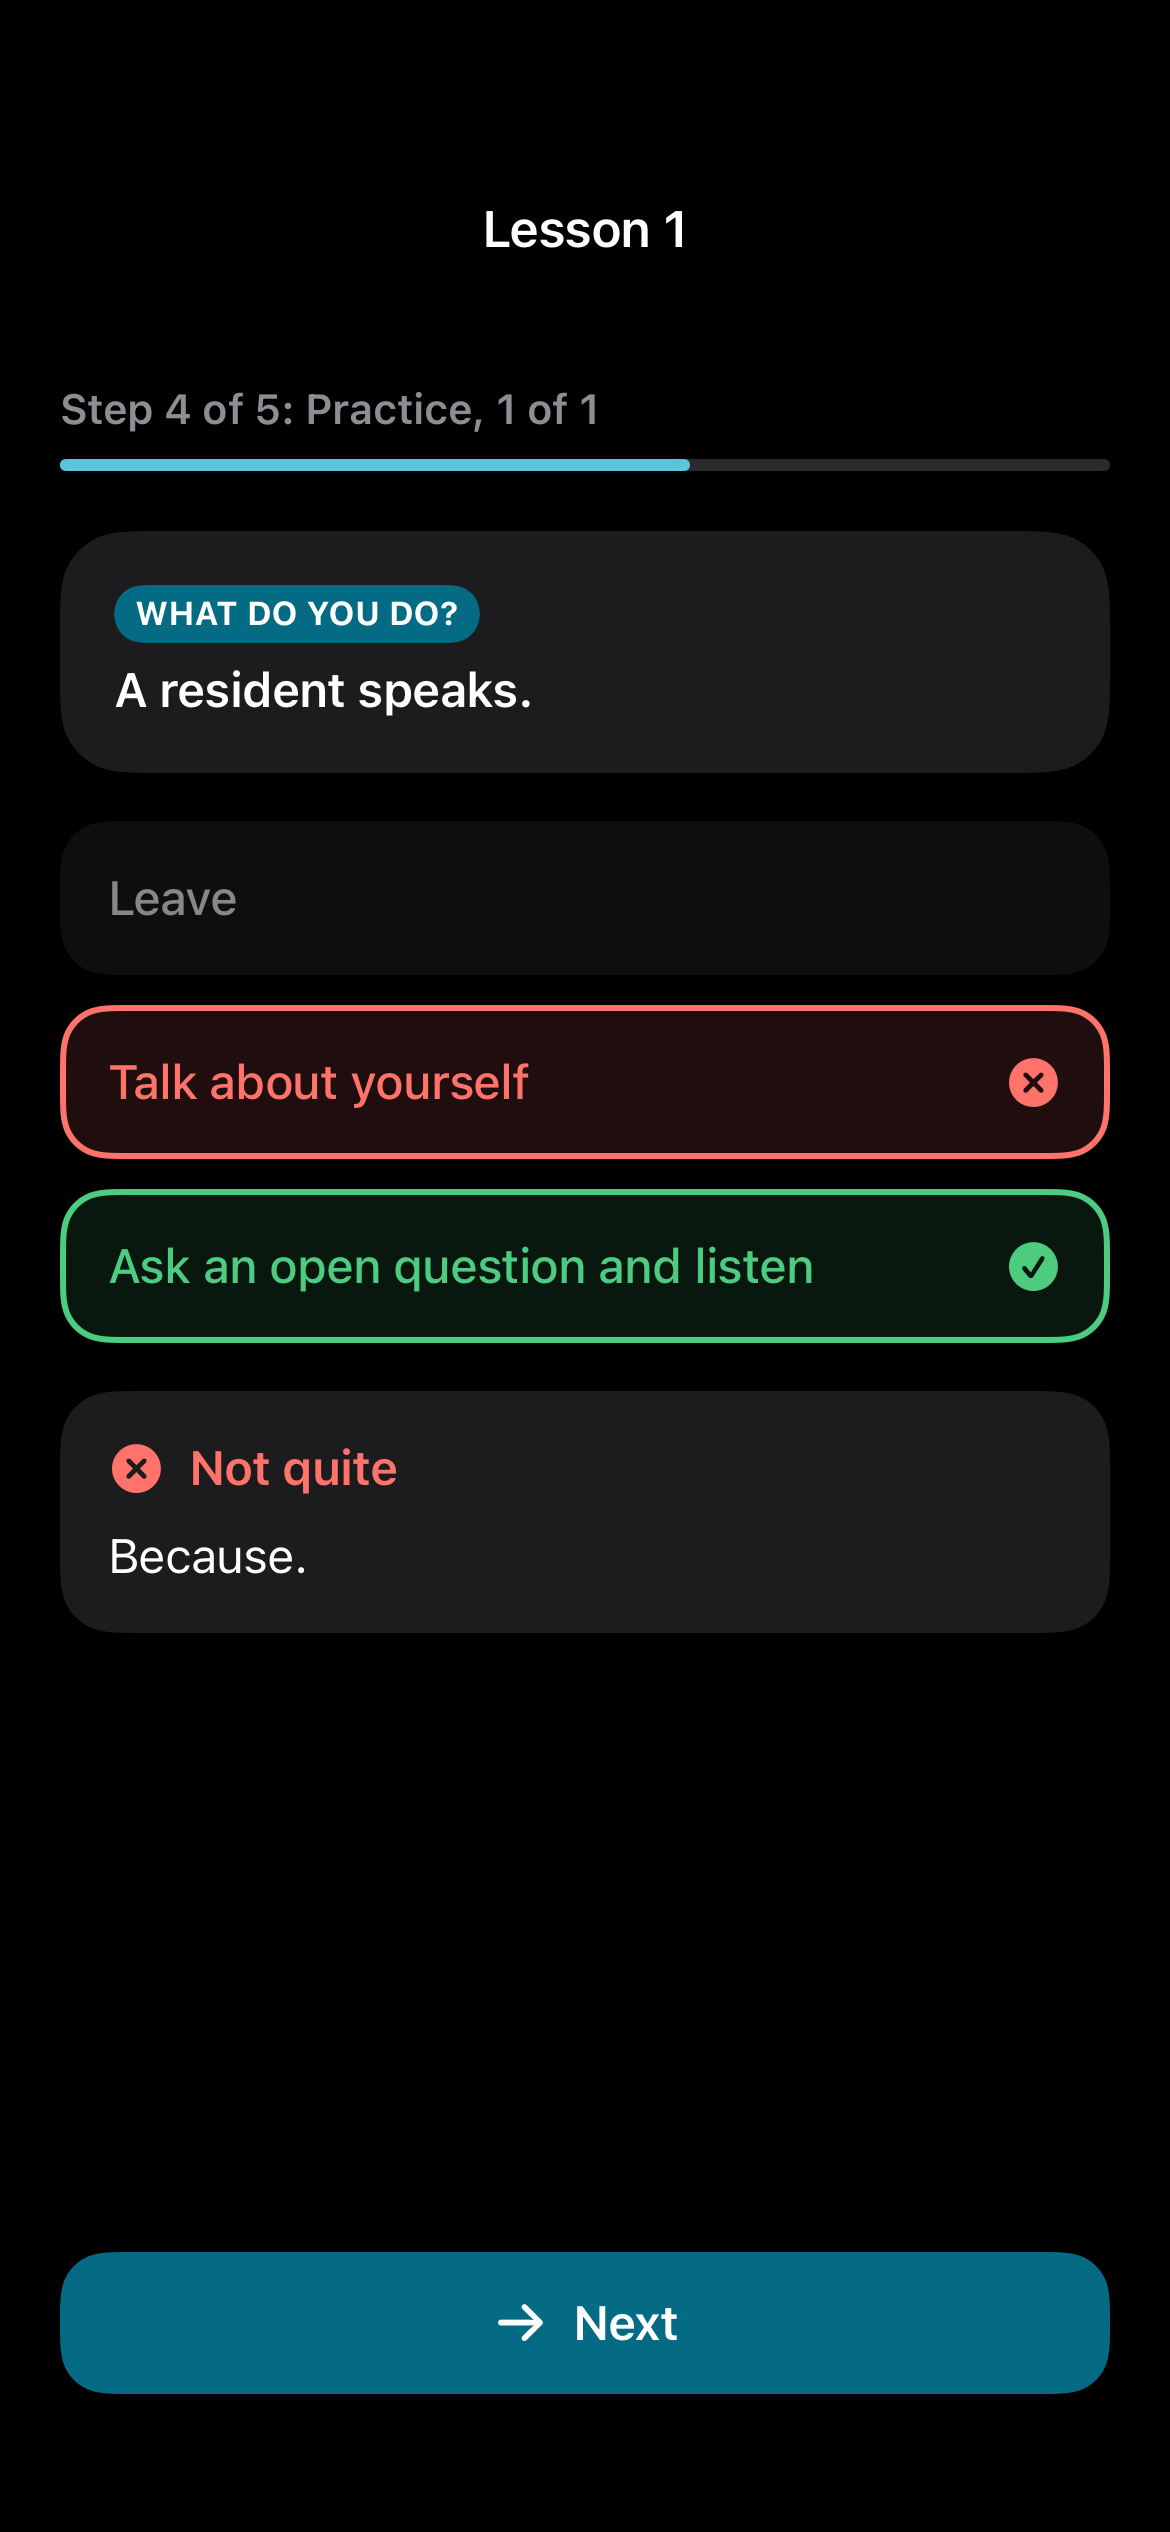 Lesson 1
Step 4 of 5: Practice, 1 of 1
WHAT DO YOU DO?
A resident speaks.
Leave
Talk about yourself
Ask an open question and listen
Not quite
Because.
Next